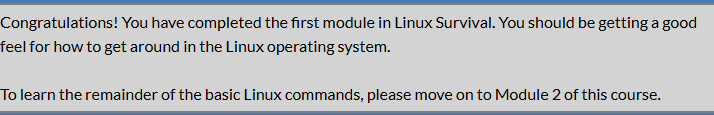 Congratulations! You have completed the first module in Linux Survival. You should be getting a good
feel for how to get around in the Linux operating system.
To learn the remainder of the basic Linux commands, please move on to Module 2 of this course.